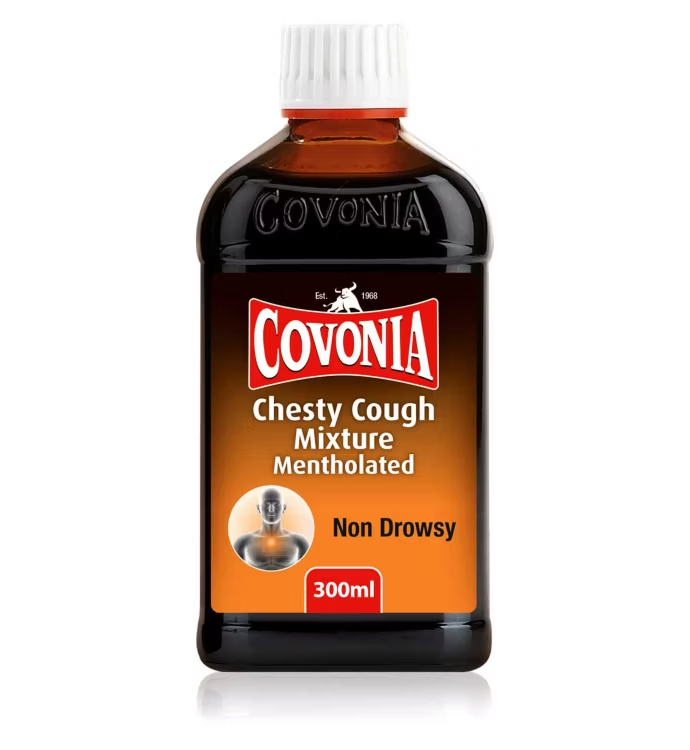 COVONIA
Est. 1968
COVONIA
Chesty Cough
Mixture
Mentholated
Non Drowsy
300ml